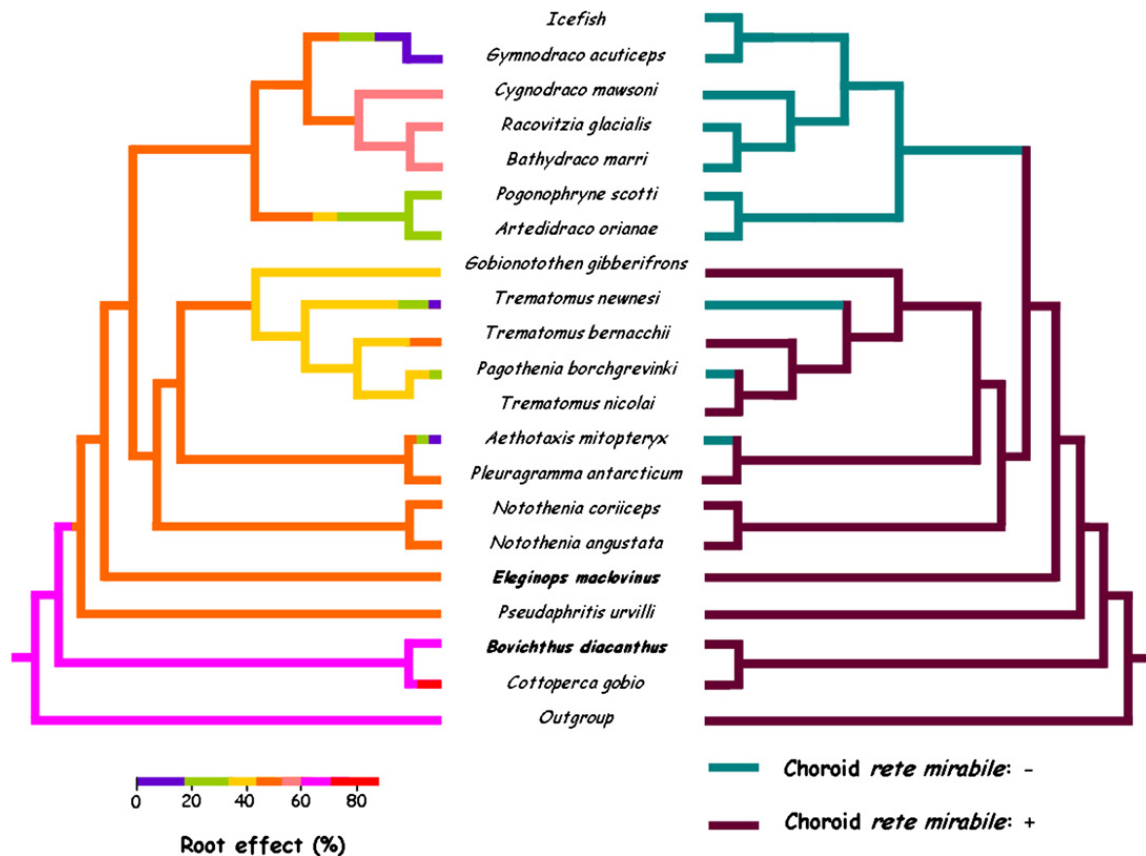 Icefish
Gymnodraco acuticeps
Cygnodraco mawsoni
Racovitzia glacialis
Bathydraco marri
Pogonophryne scotti
Artedidraco orianae
Gobionotothen gibberifrons
Trematomus newnesi
Trematomus bernacchii
Pagothenia borchgrevinki
Trematomus nicolai
Aethotaxis mitopteryx
Pleuragramma antarcticum
Notothenia coriiceps
Notothenia angustata
Eleginops maclovinus
Pseudaphritis urvilli
Bovichthus diacanthus
Cottoperca gobio
Outgroup
0 20 40 60 80
Root effect (%)
Choroid rete mirabile: -
Choroid rete mirabile: +